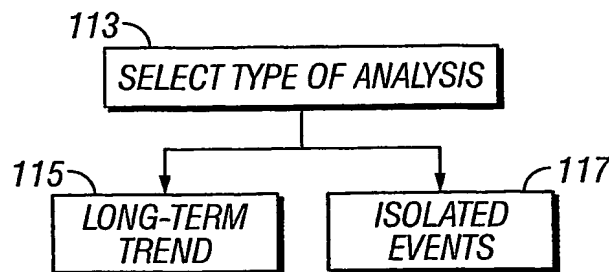 113
SELECT TYPE OF ANALYSIS
115
LONG-TERM
TREND
117
ISOLATED
EVENTS